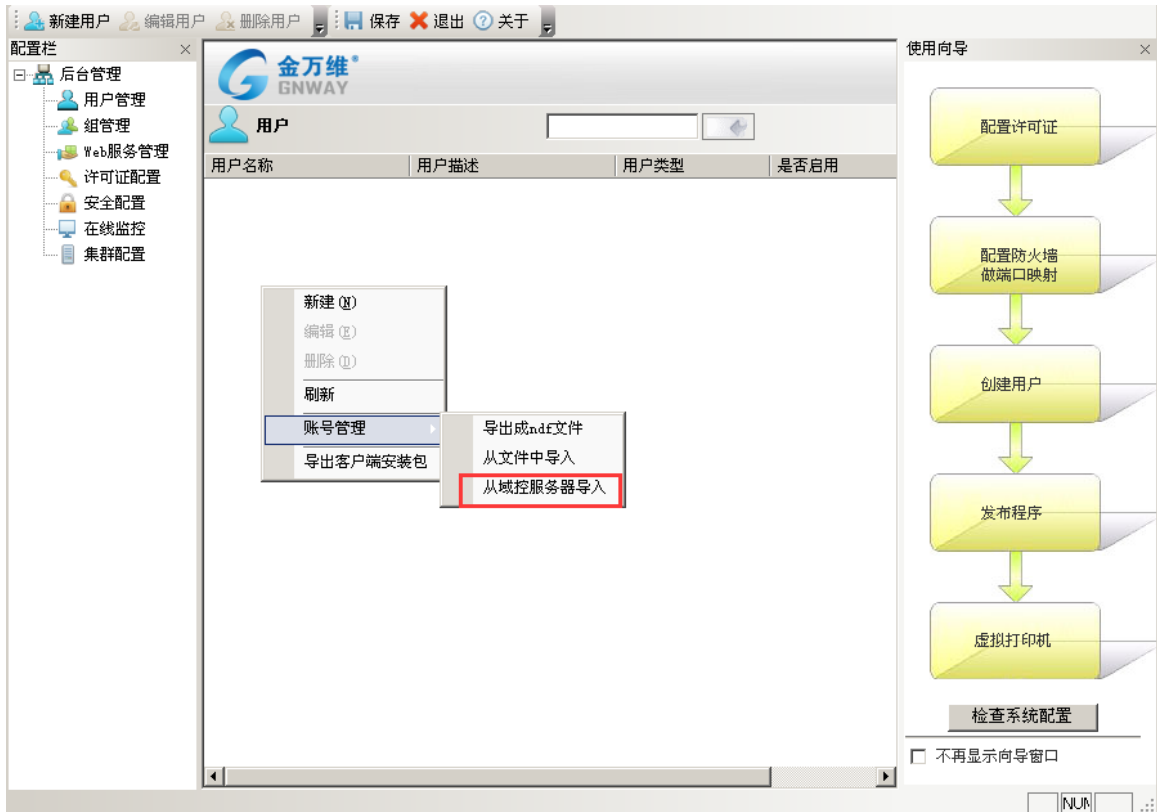 新建用户 编辑用户 删除用户 保存 退出 关于
配置栏
后台管理
用户管理
组管理
Web服务管理
许可证配置
安全配置
在线监控
集群配置
金万维®
GNWAY
用户
用户名称 用户描述 用户类型 是否启用
新建(N)
编辑(E)
删除(D)
刷新
账号管理
导出客户端安装包
导出成ndf文件
从文件中导入
从域控服务器导入
使用向导
配置许可证
配置防火墙
做端口映射
创建用户
发布程序
虚拟打印机
检查系统配置
不再显示向导窗口
NUM